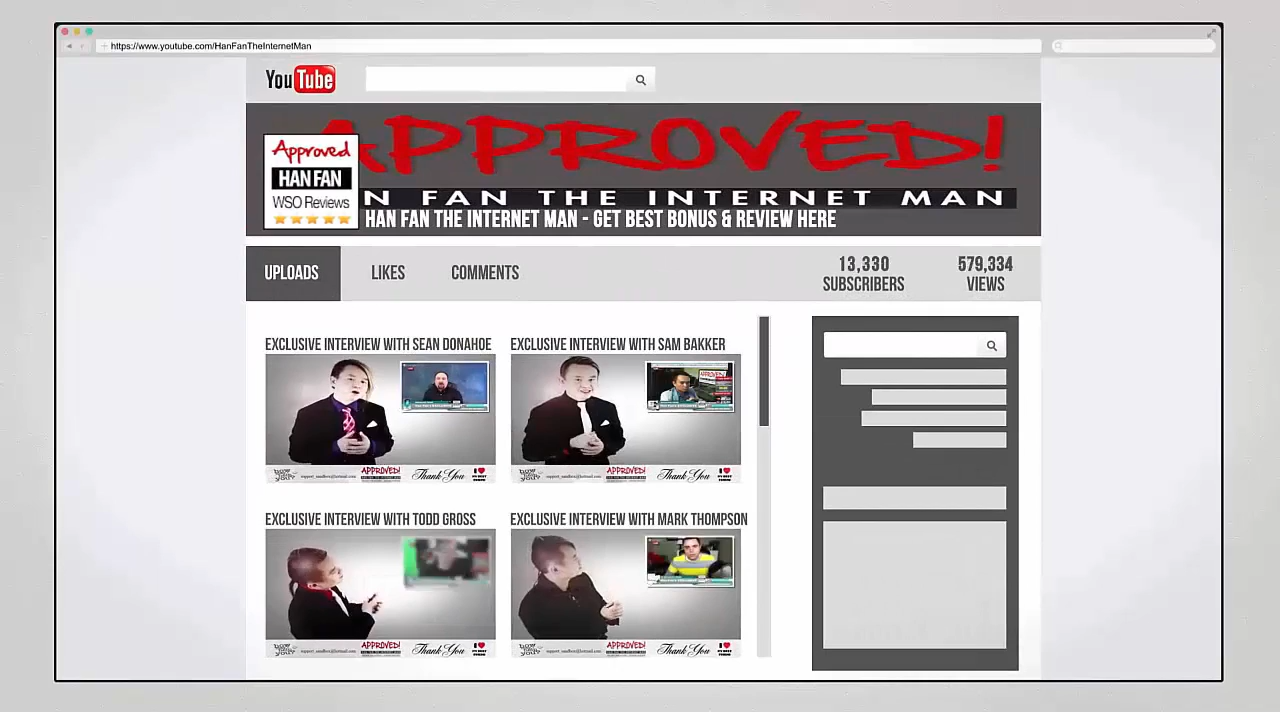 https://www.youtube.com/HanFanTheInternetMan
YouTube
APPROVED!
Approved
HAN FAN
WSO Reviews
N FAN THE INTERNET MAN
HAN FAN THE INTERNET MAN - GET BEST BONUS & REVIEW HERE
UPLOADS
LIKES
COMMENTS
13,330
SUBSCRIBERS
579,334
VIEWS
EXCLUSIVE INTERVIEW WITH SEAN DONAHOE
EXCLUSIVE INTERVIEW WITH SAM BAKKER
APPROVED!
Thank You
APPROVED!
Thank You
EXCLUSIVE INTERVIEW WITH TODD GROSS
EXCLUSIVE INTERVIEW WITH MARK THOMPSON
APPROVED!
Thank You
APPROVED!
Thank You